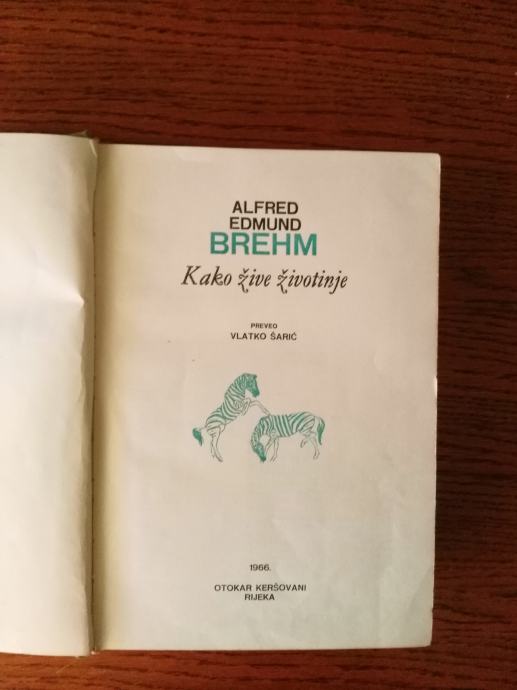 ALFRED
EDMUND
BREHM
Kako žive životinje
PREVEO
VLATKO ŠARIĆ
1966.
OTOKAR KERŠOVANI
RIJEKA